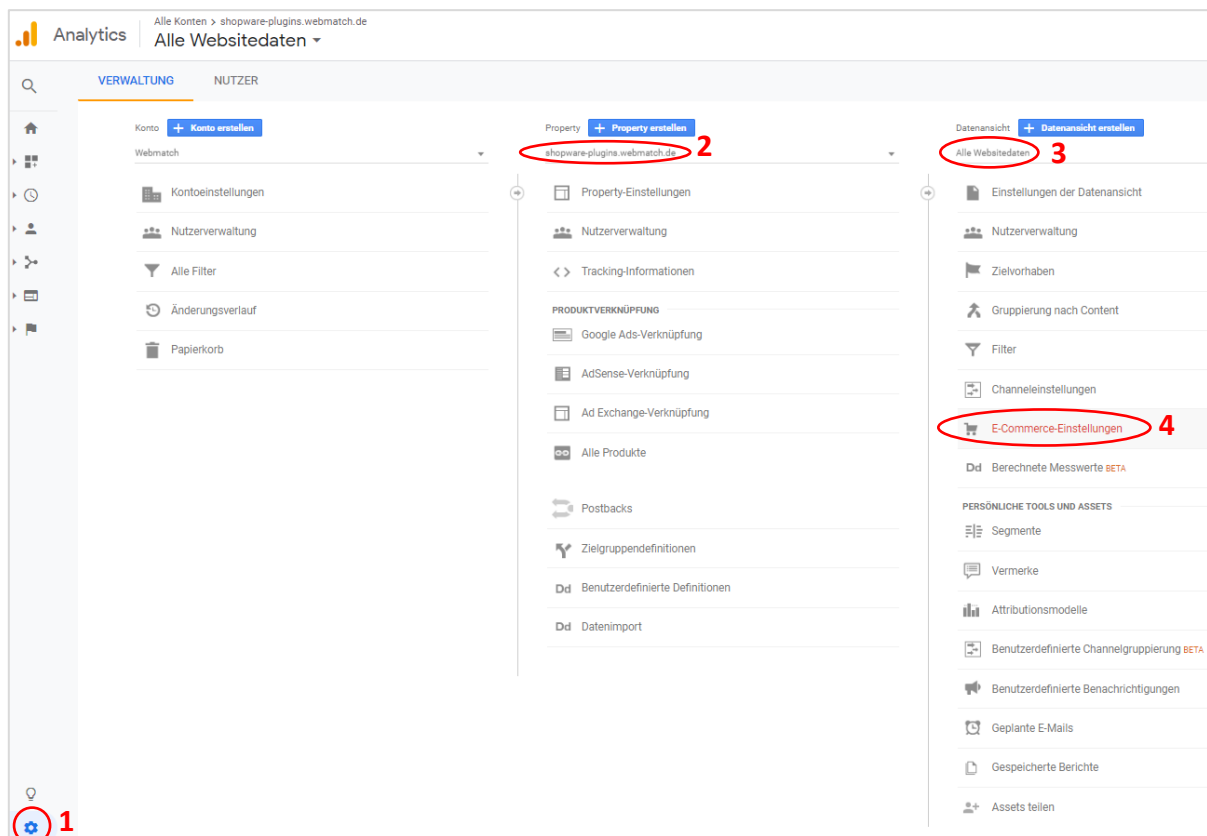 Analytics
Alle Konten > shopware-plugins.webmatch.de
Alle Websitedaten
VERWALTUNG NUTZER
Konto + Konto erstellen
Webmatch
Kontoeinstellungen
Nutzerverwaltung
Alle Filter
Änderungsverlauf
Papierkorb
Property + Property erstellen
shopware-plugins.webmatch.de 2
Property-Einstellungen
Nutzerverwaltung
<> Tracking-Informationen
PRODUKTVERKNÜPFUNG
Google Ads-Verknüpfung
AdSense-Verknüpfung
Ad Exchange-Verknüpfung
Alle Produkte
Postbacks
Zielgruppendefinitionen
Dd Benutzerdefinierte Definitionen
Dd Datenimport
Datenansicht + Datenansicht erstellen
Alle Websitedaten 3
Einstellungen der Datenansicht
Nutzerverwaltung
Zielvorhaben
Gruppierung nach Content
Filter
Channeleinstellungen
E-Commerce-Einstellungen 4
Dd Berechnete Messwerte BETA
PERSÖNLICHE TOOLS UND ASSETS
Segmente
Vermerke
Attributionsmodelle
Benutzerdefinierte Channelgruppierung BETA
Benutzerdefinierte Benachrichtigungen
Geplante E-Mails
Gespeicherte Berichte
Assets teilen
1